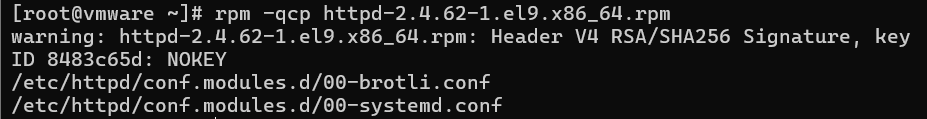 [root@vmware ~]# rpm -qcp httpd-2.4.62-1.el9.x86_64.rpm
warning: httpd-2.4.62-1.el9.x86_64.rpm: Header V4 RSA/SHA256 Signature, key
ID 8483c65d: NOKEY
/etc/httpd/conf.modules.d/00-brotli.conf
/etc/httpd/conf.modules.d/00-systemd.conf